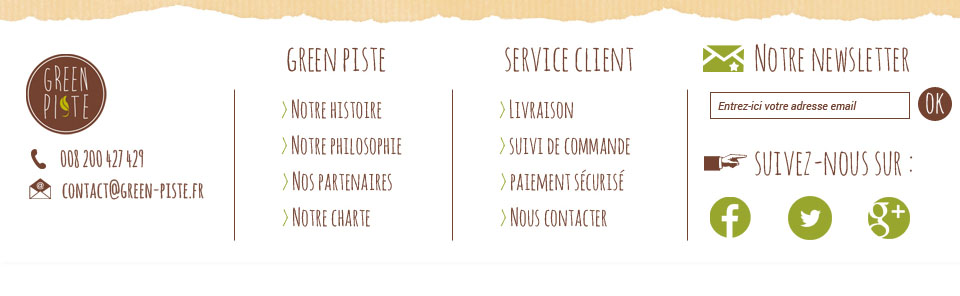 GREEN
PISTE
008 200 427 429
CONTACT@GREEN-PISTE.FR
GREEN PISTE
> NOTRE HISTOIRE
> NOTRE PHILOSOPHIE
> NOS PARTENAIRES
> NOTRE CHARTE
SERVICE CLIENT
> LIVRAISON
> SUIVI DE COMMANDE
> PAIEMENT SÉCURISÉ
> NOUS CONTACTER
NOTRE NEWSLETTER
Entrez-ici votre adresse email
OK
SUIVEZ-NOUS SUR :
f
g+